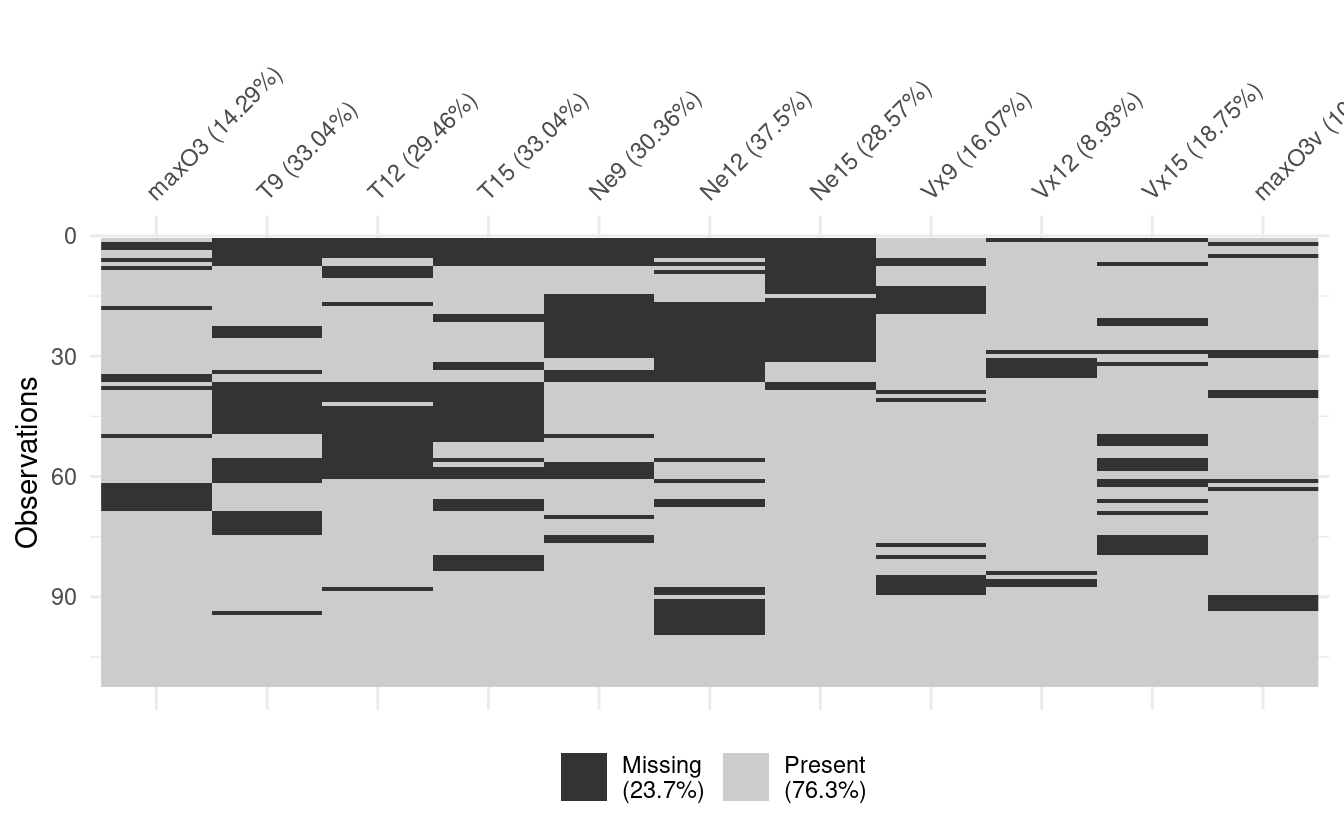 maxO3 (14.29%)
T9 (33.04%)
T12 (29.46%)
T15 (33.04%)
Ne9 (30.36%)
Ne12 (37.5%)
Ne15 (28.57%)
Vx9 (16.07%)
Vx12 (8.93%)
Vx15 (18.75%)
maxO3v
0
30
60
90
Observations
Missing
(23.7%)
Present
(76.3%)